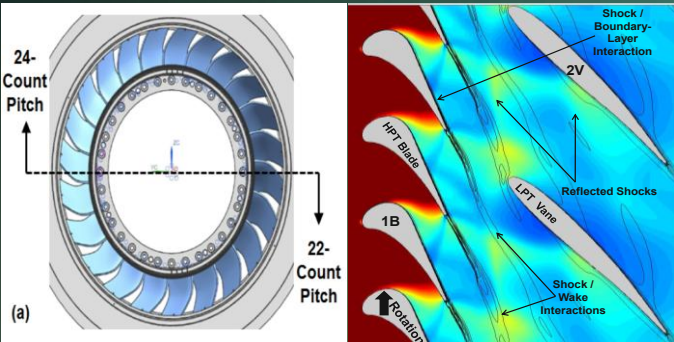 24-
Count
Pitch
22-
Count
Pitch
(a)
Shock /
Boundary-
Layer
Interaction
2V
HPT Blade
Reflected Shocks
LPT Vane
1B
Shock /
Wake
Interactions
Rotation